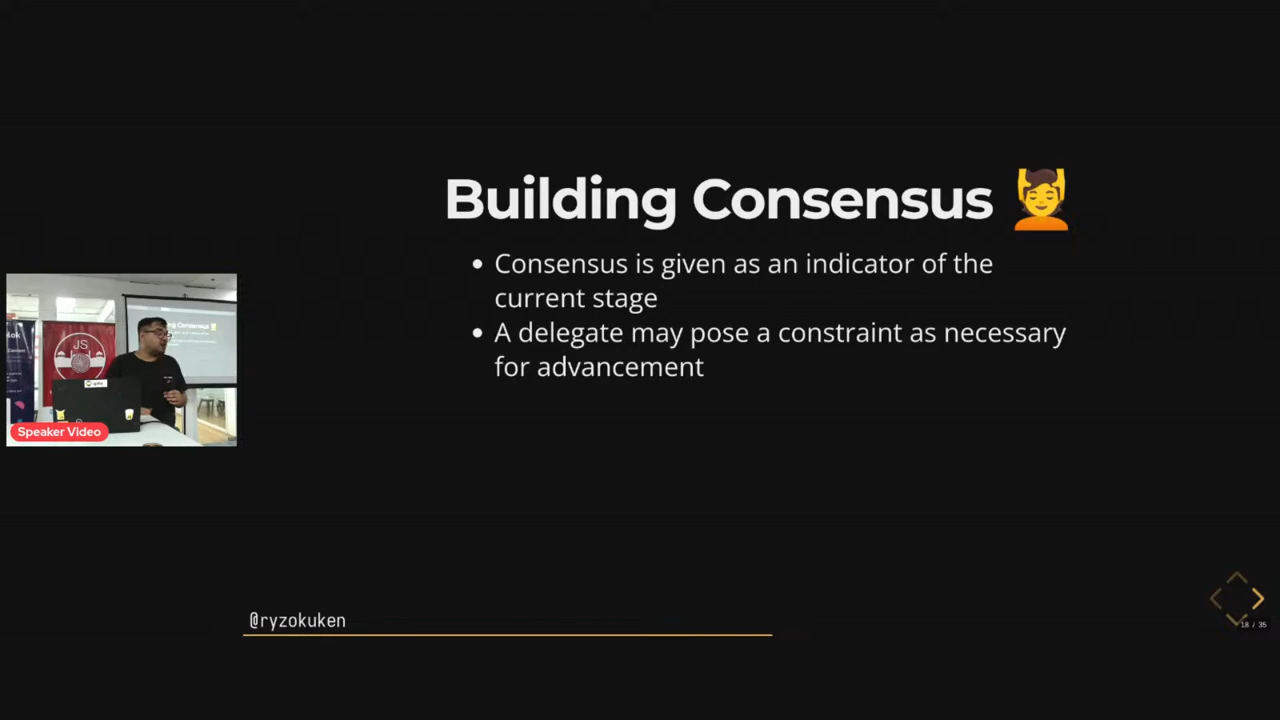 Building Consensus
Consensus is given as an indicator of the
current stage
A delegate may pose a constraint as necessary
for advancement
JS
Speaker Video
@ryzokuken
18 / 35